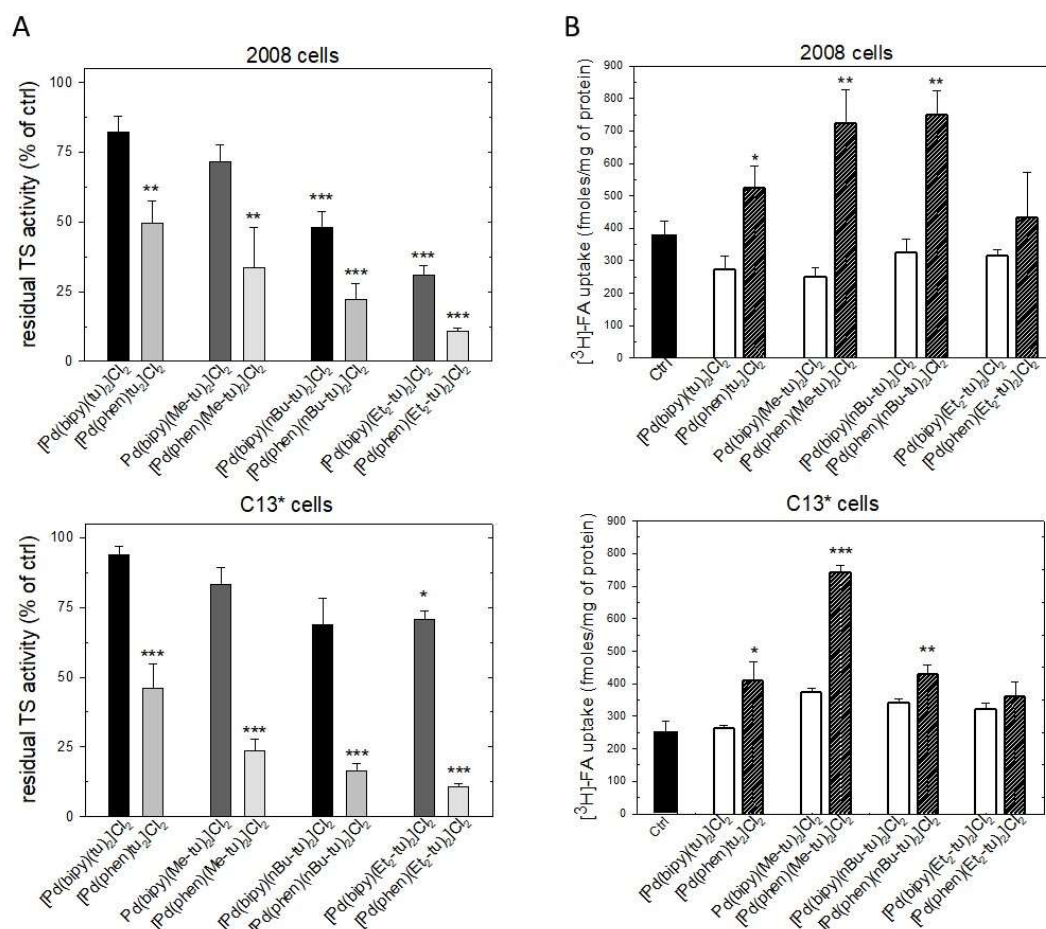 A
2008 cells
residual TS activity (% of ctrl)
100
75
50
25
0
**
**
***
***
***
***
[Pd(bipy)(tu)₂]Cl₂
[Pd(phen)tu₂]Cl₂
Pd(bipy)(Me-tu)₂]Cl₂
[Pd(phen)(Me-tu)₂]Cl₂
[Pd(bipy)(nBu-tu)₂]Cl₂
[Pd(phen)(nBu-tu)₂]Cl₂
[Pd(bipy)(Et₂-tu)₂]Cl₂
[Pd(phen)(Et₂-tu)₂]Cl₂
C13* cells
residual TS activity (% of ctrl)
100
75
50
25
0
***
***
***
*
***
[Pd(bipy)(tu)₂]Cl₂
[Pd(phen)tu₂]Cl₂
Pd(bipy)(Me-tu)₂]Cl₂
[Pd(phen)(Me-tu)₂]Cl₂
[Pd(bipy)(nBu-tu)₂]Cl₂
[Pd(phen)(nBu-tu)₂]Cl₂
[Pd(bipy)(Et₂-tu)₂]Cl₂
[Pd(phen)(Et₂-tu)₂]Cl₂
B
2008 cells
[³H]-FA uptake (fmoles/mg of protein)
900
800
700
600
500
400
300
200
100
0
*
**
**
Ctrl
[Pd(bipy)(tu)₂]Cl₂
[Pd(phen)tu₂]Cl₂
Pd(bipy)(Me-tu)₂]Cl₂
[Pd(phen)(Me-tu)₂]Cl₂
[Pd(bipy)(nBu-tu)₂]Cl₂
[Pd(phen)(nBu-tu)₂]Cl₂
[Pd(bipy)(Et₂-tu)₂]Cl₂
[Pd(phen)(Et₂-tu)₂]Cl₂
C13* cells
[³H]-FA uptake (fmoles/mg of protein)
900
800
700
600
500
400
300
200
100
0
*
***
**
Ctrl
[Pd(bipy)(tu)₂]Cl₂
[Pd(phen)tu₂]Cl₂
Pd(bipy)(Me-tu)₂]Cl₂
[Pd(phen)(Me-tu)₂]Cl₂
[Pd(bipy)(nBu-tu)₂]Cl₂
[Pd(phen)(nBu-tu)₂]Cl₂
[Pd(bipy)(Et₂-tu)₂]Cl₂
[Pd(phen)(Et₂-tu)₂]Cl₂